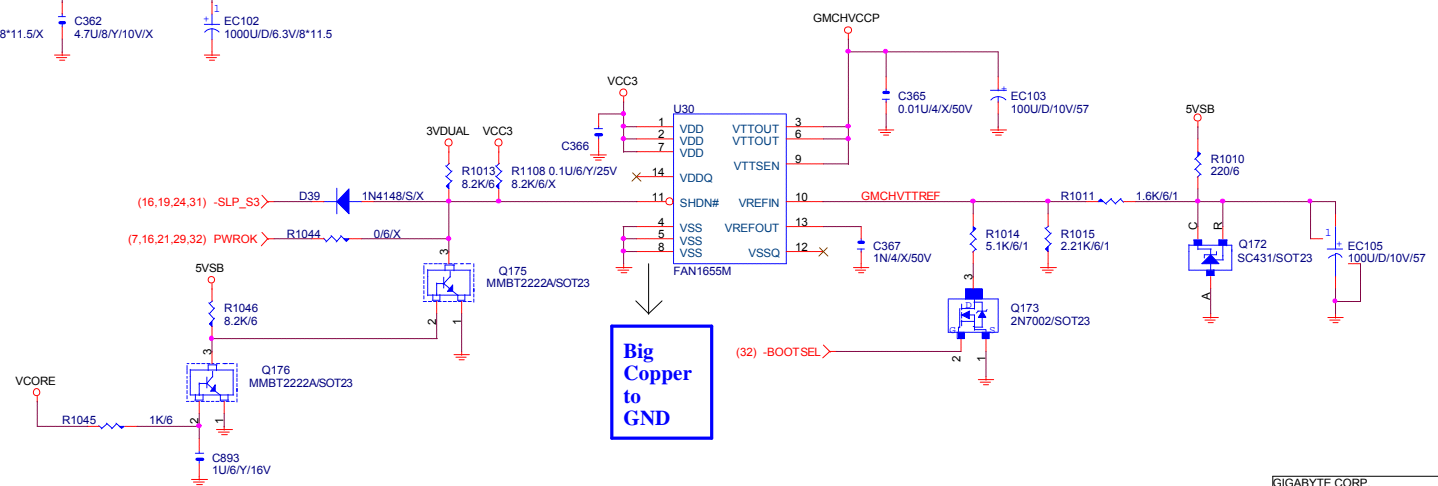 8*11.5/X
C362
4.7U/8/Y/10V/X
1
EC102
1000U/D/6.3V/8*11.5
GMCHVCCP
VCC3
C365
0.01U/4/X/50V
EC103
100U/D/10V/57
5VSB
U30
3VDUAL
VCC3
C366
1 VDD VTTOUT 3
2 VDD VTTOUT 6
7 VDD
VTTSEN 9
R1010
220/6
R1013
8.2K/6
R1108 0.1U/6/Y/25V
8.2K/6/X
14 VDDQ
(16,19,24,31) -SLP_S3
D39
1N4148/S/X
11 SHDN# VREFIN 10
GMCHVTTREF
R1011
1.6K/6/1
(7,16,21,29,32) PWROK
R1044
0/6/X
4 VSS VREFOUT 13
5 VSS
8 VSS VSSQ 12
FAN1655M
C367
1N/4/X/50V
R1014
5.1K/6/1
R1015
2.21K/6/1
C
R
A
Q172
SC431/SOT23
1
EC105
100U/D/10V/57
5VSB
3
Q175
MMBT2222A/SOT23
2
1
R1046
8.2K/6
3
D
G
S
Q173
2N7002/SOT23
2
1
(32) -BOOTSEL
Big
Copper
to
GND
3
Q176
MMBT2222A/SOT23
VCORE
R1045
1K/6
2
1
C893
1U/6/Y/16V
GIGABYTE CORP